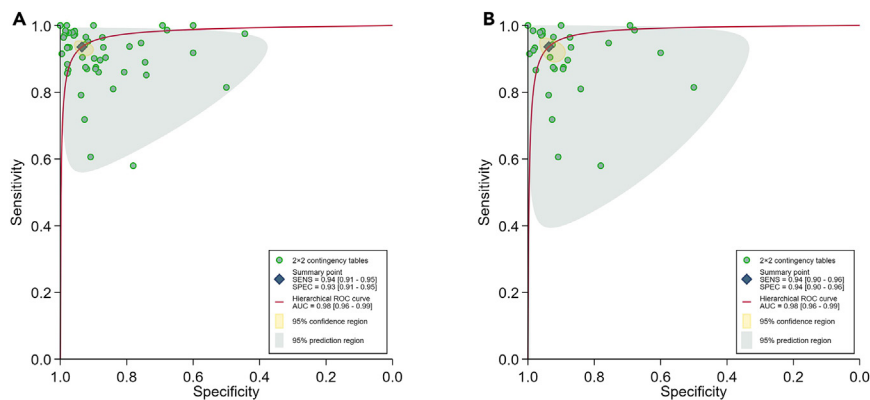 A
Sensitivity
1.0
0.8
0.6
0.4
0.2
0.0
1.0 0.8 0.6 0.4 0.2 0.0
Specificity
2×2 contingency tables
Summary point
SENS = 0.94 [0.91 - 0.95]
SPEC = 0.93 [0.91 - 0.95]
Hierarchical ROC curve
AUC = 0.98 [0.96 - 0.99]
95% confidence region
95% prediction region
B
Sensitivity
1.0
0.8
0.6
0.4
0.2
0.0
1.0 0.8 0.6 0.4 0.2 0.0
Specificity
2×2 contingency tables
Summary point
SENS = 0.94 [0.90 - 0.96]
SPEC = 0.94 [0.90 - 0.96]
Hierarchical ROC curve
AUC = 0.98 [0.96 - 0.99]
95% confidence region
95% prediction region